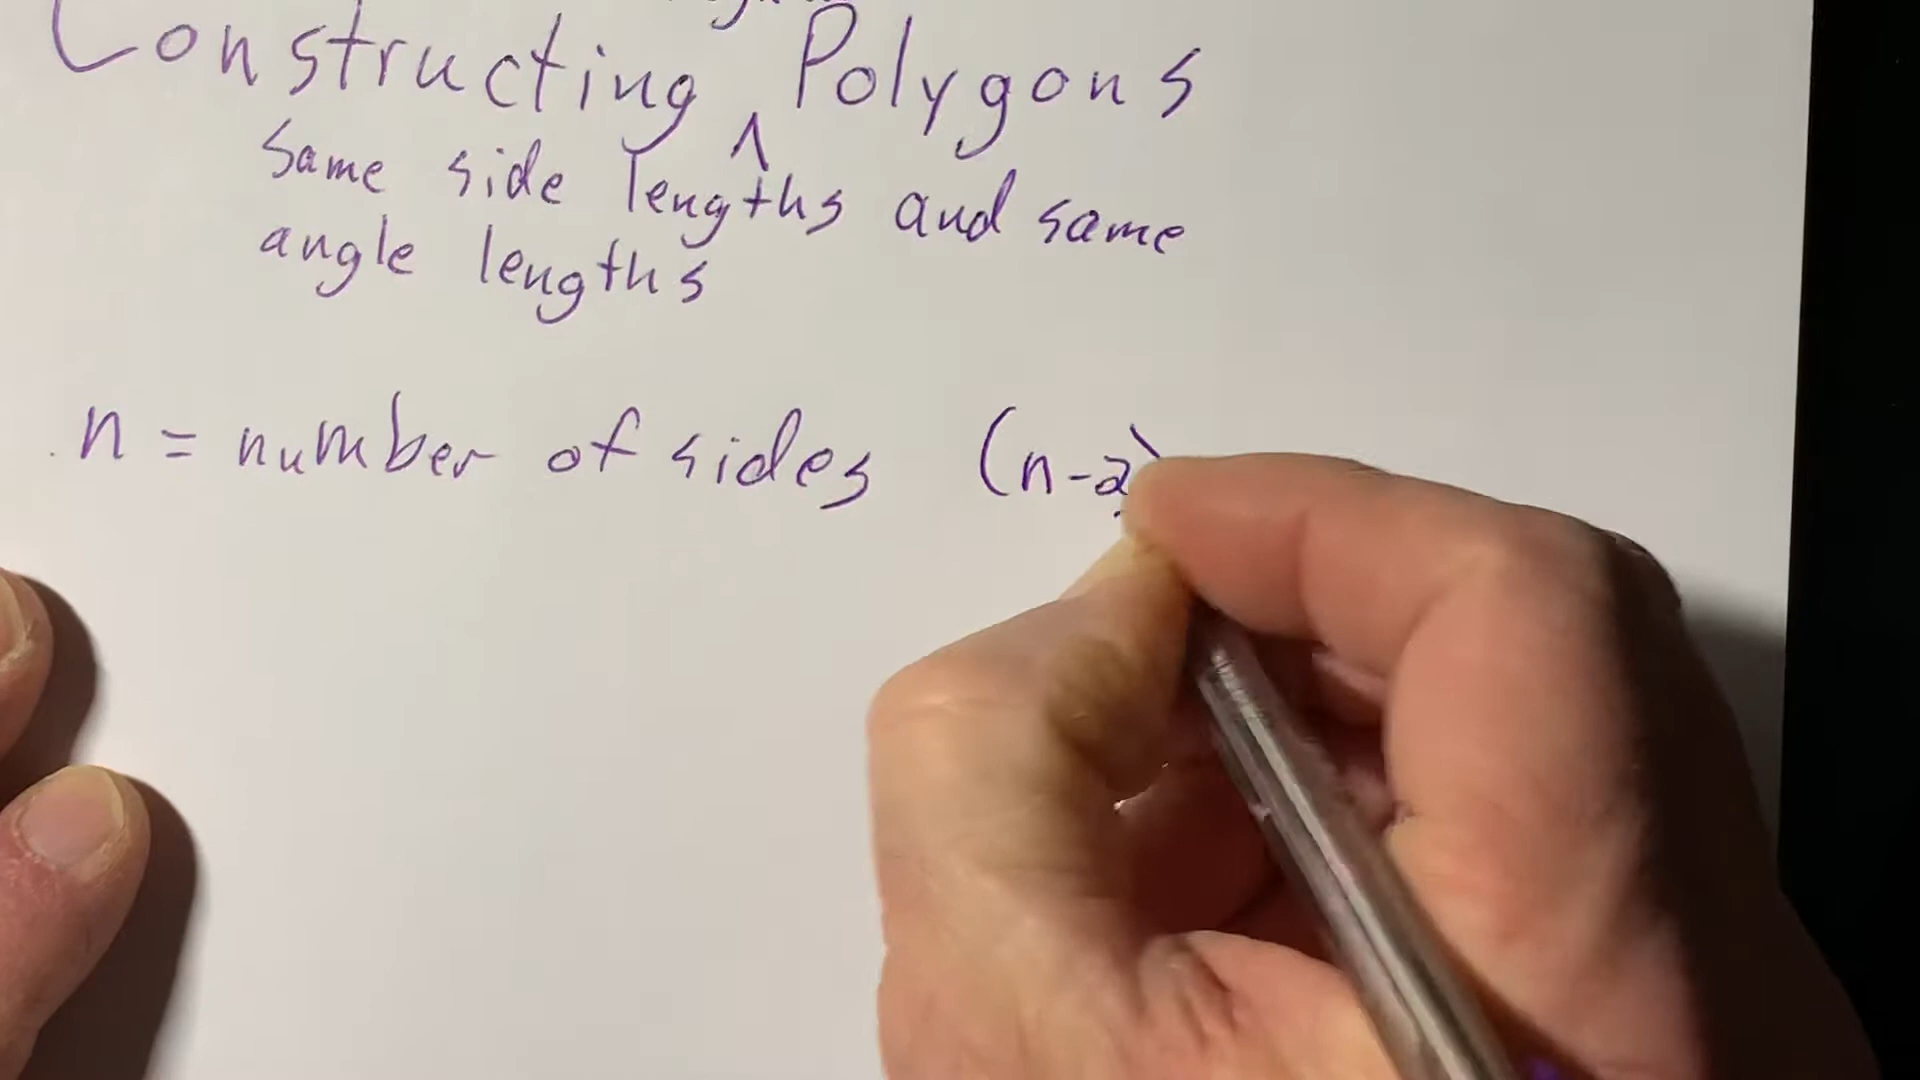 Constructing ^ Polygons
same side lengths and same
angle lengths
n = number of sides (n-2)